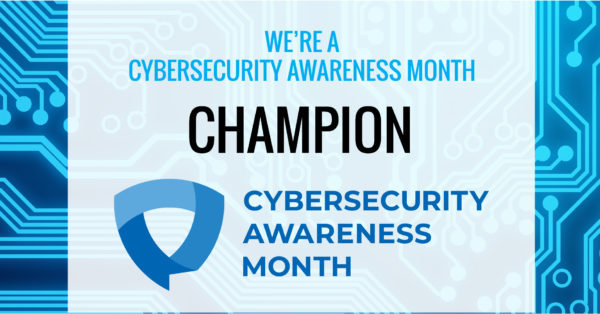 WE'RE A
CYBERSECURITY AWARENESS MONTH
CHAMPION
CYBERSECURITY
AWARENESS
MONTH